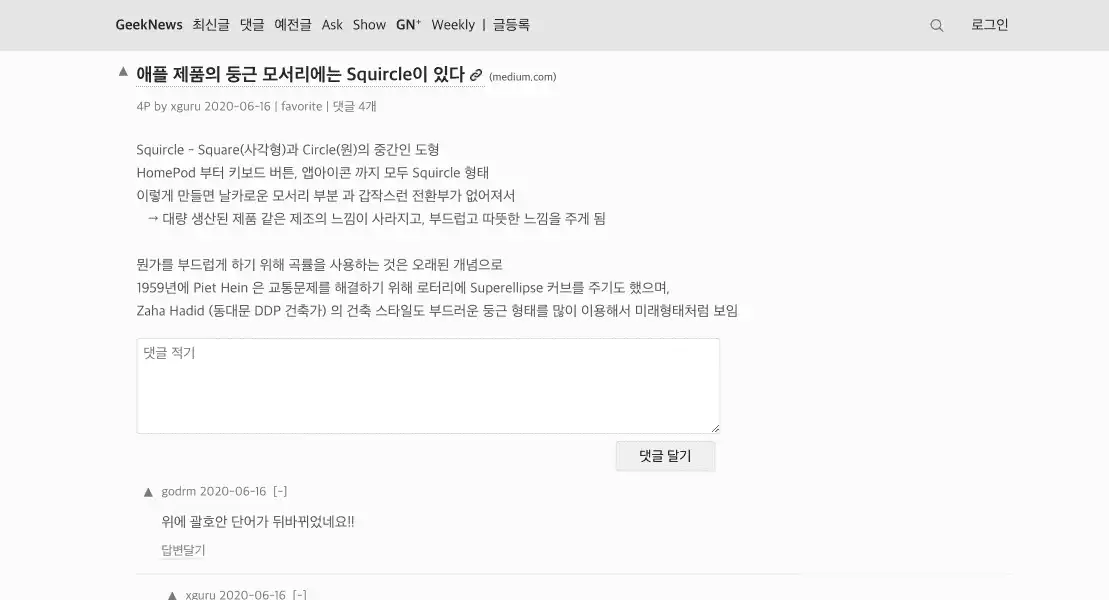 GeekNews 최신글 댓글 예전글 Ask Show GN⁺ Weekly | 글등록 로그인
▲ 애플 제품의 둥근 모서리에는 Squircle이 있다 (medium.com)
4P by xguru 2020-06-16 | favorite | 댓글 4개
Squircle - Square(사각형)과 Circle(원)의 중간인 도형
HomePod 부터 키보드 버튼, 앱아이콘 까지 모두 Squircle 형태
이렇게 만들면 날카로운 모서리 부분 과 갑작스런 전환부가 없어져서
→ 대량 생산된 제품 같은 제조의 느낌이 사라지고, 부드럽고 따뜻한 느낌을 주게 됨
뭔가를 부드럽게 하기 위해 곡률을 사용하는 것은 오래된 개념으로
1959년에 Piet Hein 은 교통문제를 해결하기 위해 로터리에 Superellipse 커브를 주기도 했으며,
Zaha Hadid (동대문 DDP 건축가) 의 건축 스타일도 부드러운 둥근 형태를 많이 이용해서 미래형태처럼 보임
댓글 적기
댓글 달기
▲ godrm 2020-06-16 [-]
위에 괄호안 단어가 뒤바뀌었네요!!
답변달기
▲ xguru 2020-06-16 [-]